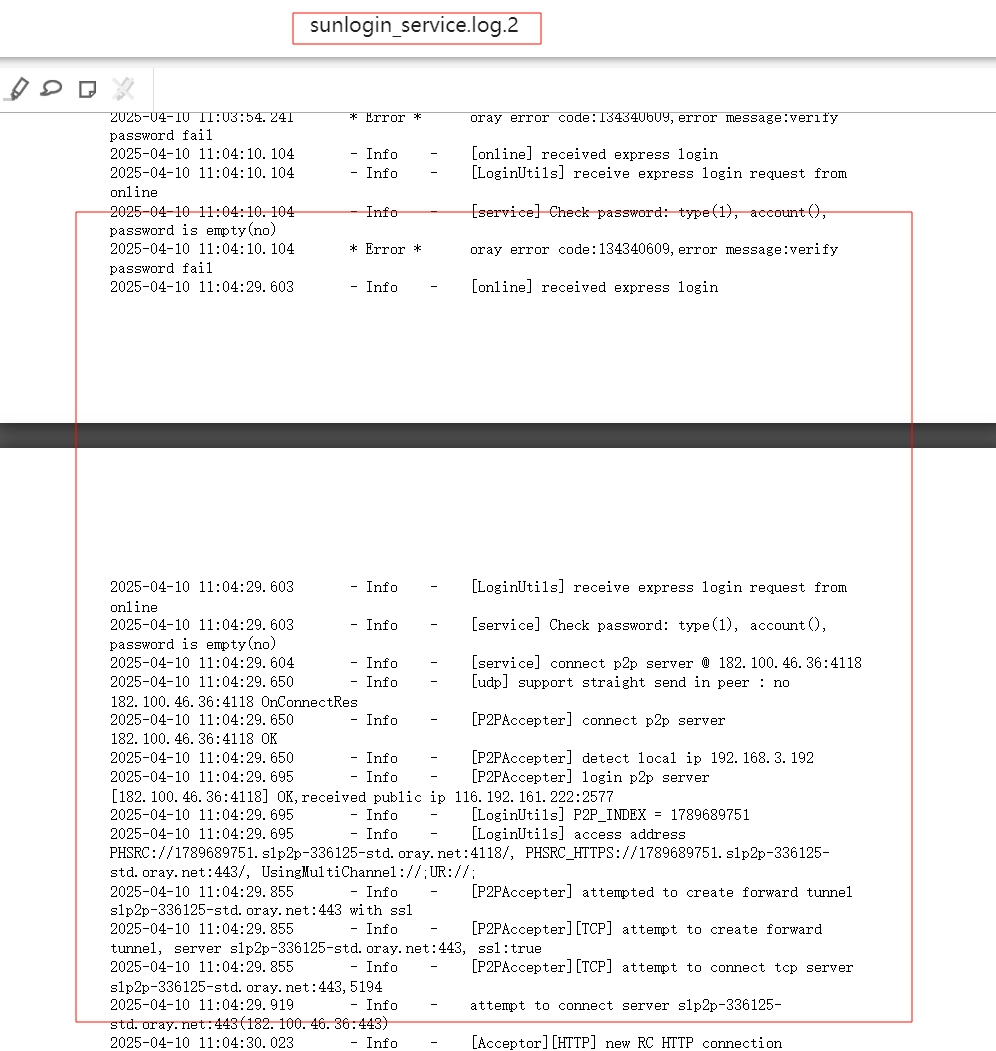 sunlogin_service.log.2
2025-04-10 11:03:54.241 * Error * oray error code:134340609,error message:verify
password fail
2025-04-10 11:04:10.104 - Info - [online] received express login
2025-04-10 11:04:10.104 - Info - [LoginUtils] receive express login request from
online
2025-04-10 11:04:10.104 - Info - [service] Check password: type(1), account(),
password is empty(no)
2025-04-10 11:04:10.104 * Error * oray error code:134340609,error message:verify
password fail
2025-04-10 11:04:29.603 - Info - [online] received express login
2025-04-10 11:04:29.603 - Info - [LoginUtils] receive express login request from
online
2025-04-10 11:04:29.603 - Info - [service] Check password: type(1), account(),
password is empty(no)
2025-04-10 11:04:29.604 - Info - [service] connect p2p server @ 182.100.46.36:4118
2025-04-10 11:04:29.650 - Info - [udp] support straight send in peer : no
182.100.46.36:4118 OnConnectRes
2025-04-10 11:04:29.650 - Info - [P2PAccepter] connect p2p server
182.100.46.36:4118 OK
2025-04-10 11:04:29.650 - Info - [P2PAccepter] detect local ip 192.168.3.192
2025-04-10 11:04:29.695 - Info - [P2PAccepter] login p2p server
[182.100.46.36:4118] OK,received public ip 116.192.161.222:2577
2025-04-10 11:04:29.695 - Info - [LoginUtils] P2P_INDEX = 1789689751
2025-04-10 11:04:29.695 - Info - [LoginUtils] access address
PHSRC://1789689751.slp2p-336125-std.oray.net:4118/, PHSRC_HTTPS://1789689751.slp2p-336125-
std.oray.net:443/, UsingMultiChannel://;UR://;
2025-04-10 11:04:29.855 - Info - [P2PAccepter] attempted to create forward tunnel
slp2p-336125-std.oray.net:443 with ssl
2025-04-10 11:04:29.855 - Info - [P2PAccepter][TCP] attempt to create forward
tunnel, server slp2p-336125-std.oray.net:443, ssl:true
2025-04-10 11:04:29.855 - Info - [P2PAccepter][TCP] attempt to connect tcp server
slp2p-336125-std.oray.net:443,5194
2025-04-10 11:04:29.919 - Info - attempt to connect server slp2p-336125-
std.oray.net:443(182.100.46.36:443)
2025-04-10 11:04:30.023 - Info - [Acceptor][HTTP] new RC HTTP connection